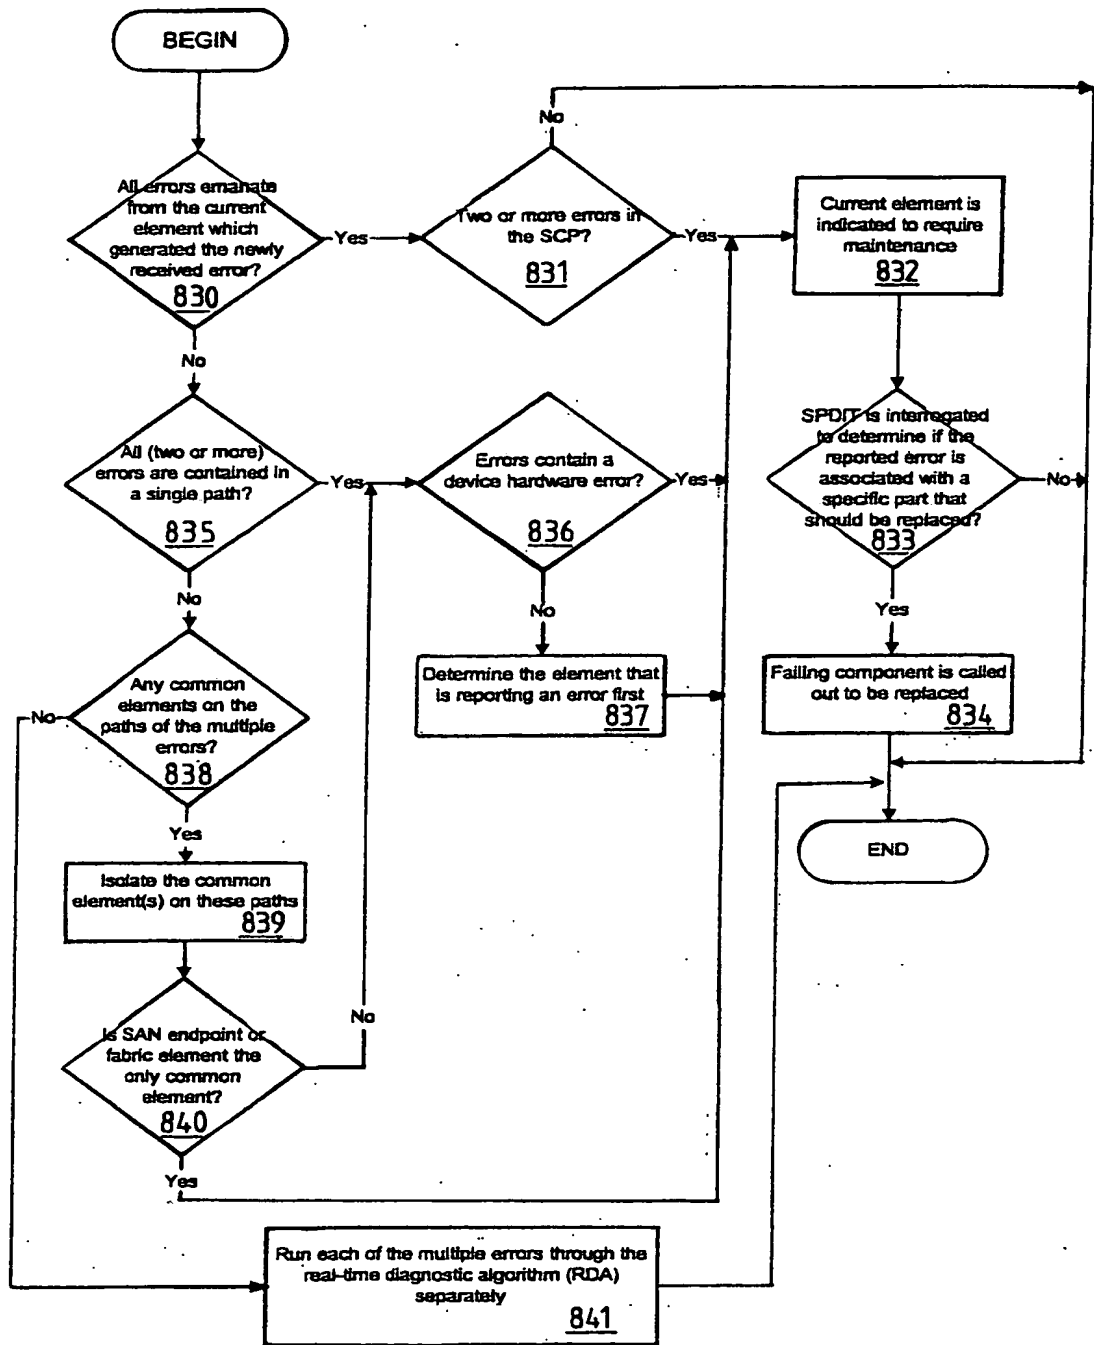 BEGIN
All errors emanate
from the current
element which
generated the newly
received error?
830
Yes
No
Two or more errors in
the SCP?
831
No
Yes
Current element is
indicated to require
maintenance
832
SPDIT is interrogated
to determine if the
reported error is
associated with a
specific part that
should be replaced?
833
No
Yes
Failing component is called
out to be replaced
834
END
All (two or more)
errors are contained in
a single path?
835
Yes
No
Errors contain a
device hardware error?
836
Yes
No
Determine the element that
is reporting an error first
837
Any common
elements on the
paths of the multiple
errors?
838
No
Yes
Isolate the common
element(s) on these paths
839
Is SAN endpoint or
fabric element the
only common
element?
840
No
Yes
Run each of the multiple errors through the
real-time diagnostic algorithm (RDA)
separately
841